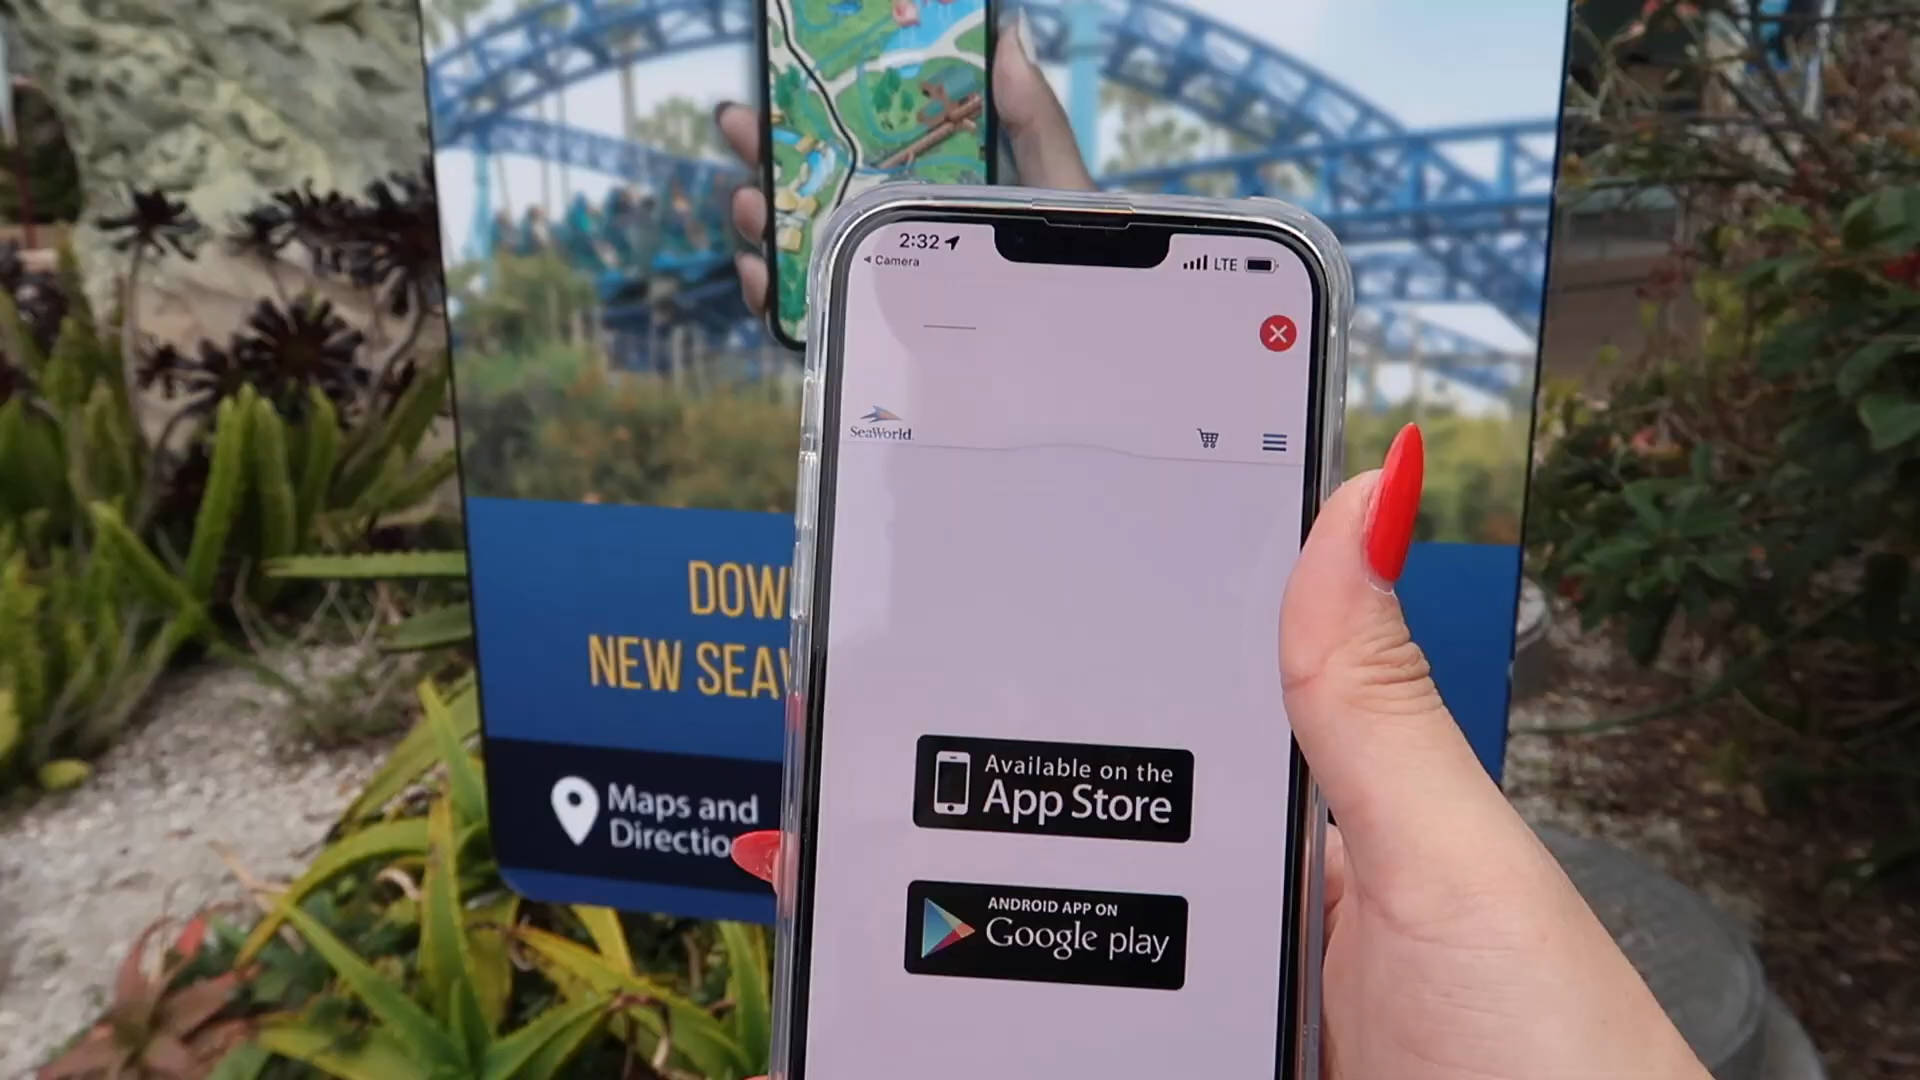 2:32
Camera
LTE
SeaWorld
DOW
NEW SEAW
Maps and
Directio
Available on the
App Store
ANDROID APP ON
Google play